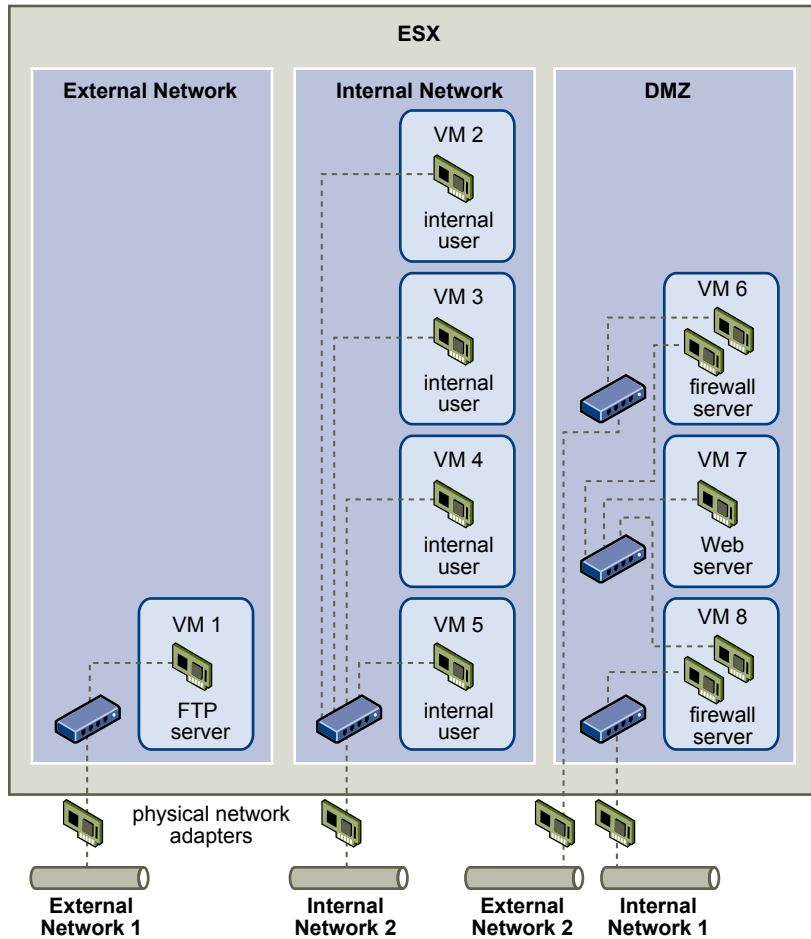 ESX
External Network
VM 1
FTP
server
Internal Network
VM 2
internal
user
VM 3
internal
user
VM 4
internal
user
VM 5
internal
user
DMZ
VM 6
firewall
server
VM 7
Web
server
VM 8
firewall
server
physical network
adapters
External
Network 1
Internal
Network 2
External
Network 2
Internal
Network 1